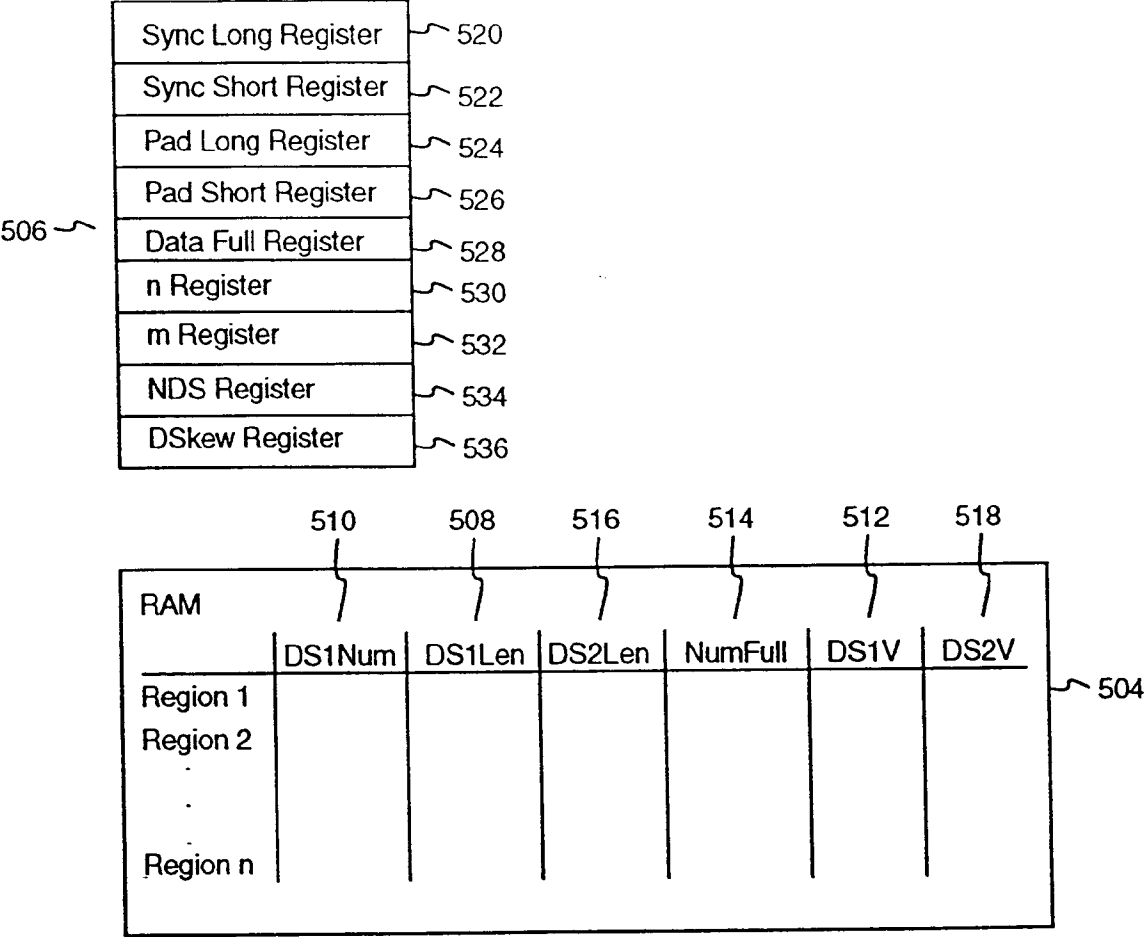 Sync Long Register 520
Sync Short Register 522
Pad Long Register 524
Pad Short Register 526
506
Data Full Register 528
n Register 530
m Register 532
NDS Register 534
DSkew Register 536
510 508 516 514 512 518
RAM
DS1Num DS1Len DS2Len NumFull DS1V DS2V
Region 1
504
Region 2
Region n